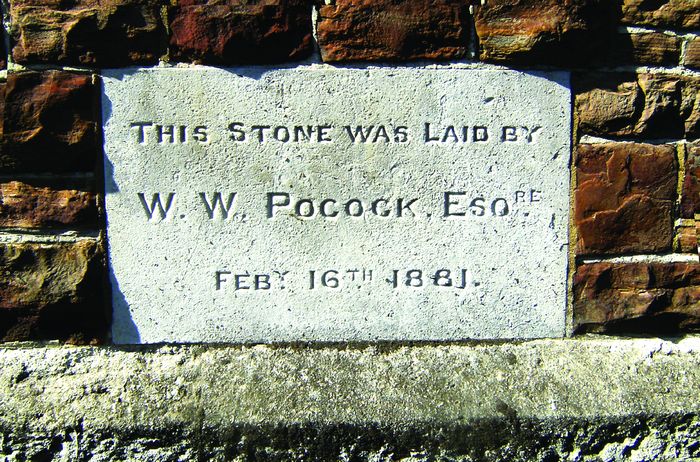 THIS STONE WAS LAID BY
W. W. POCOCK, ESQRE.
FEBY 16TH 1881.